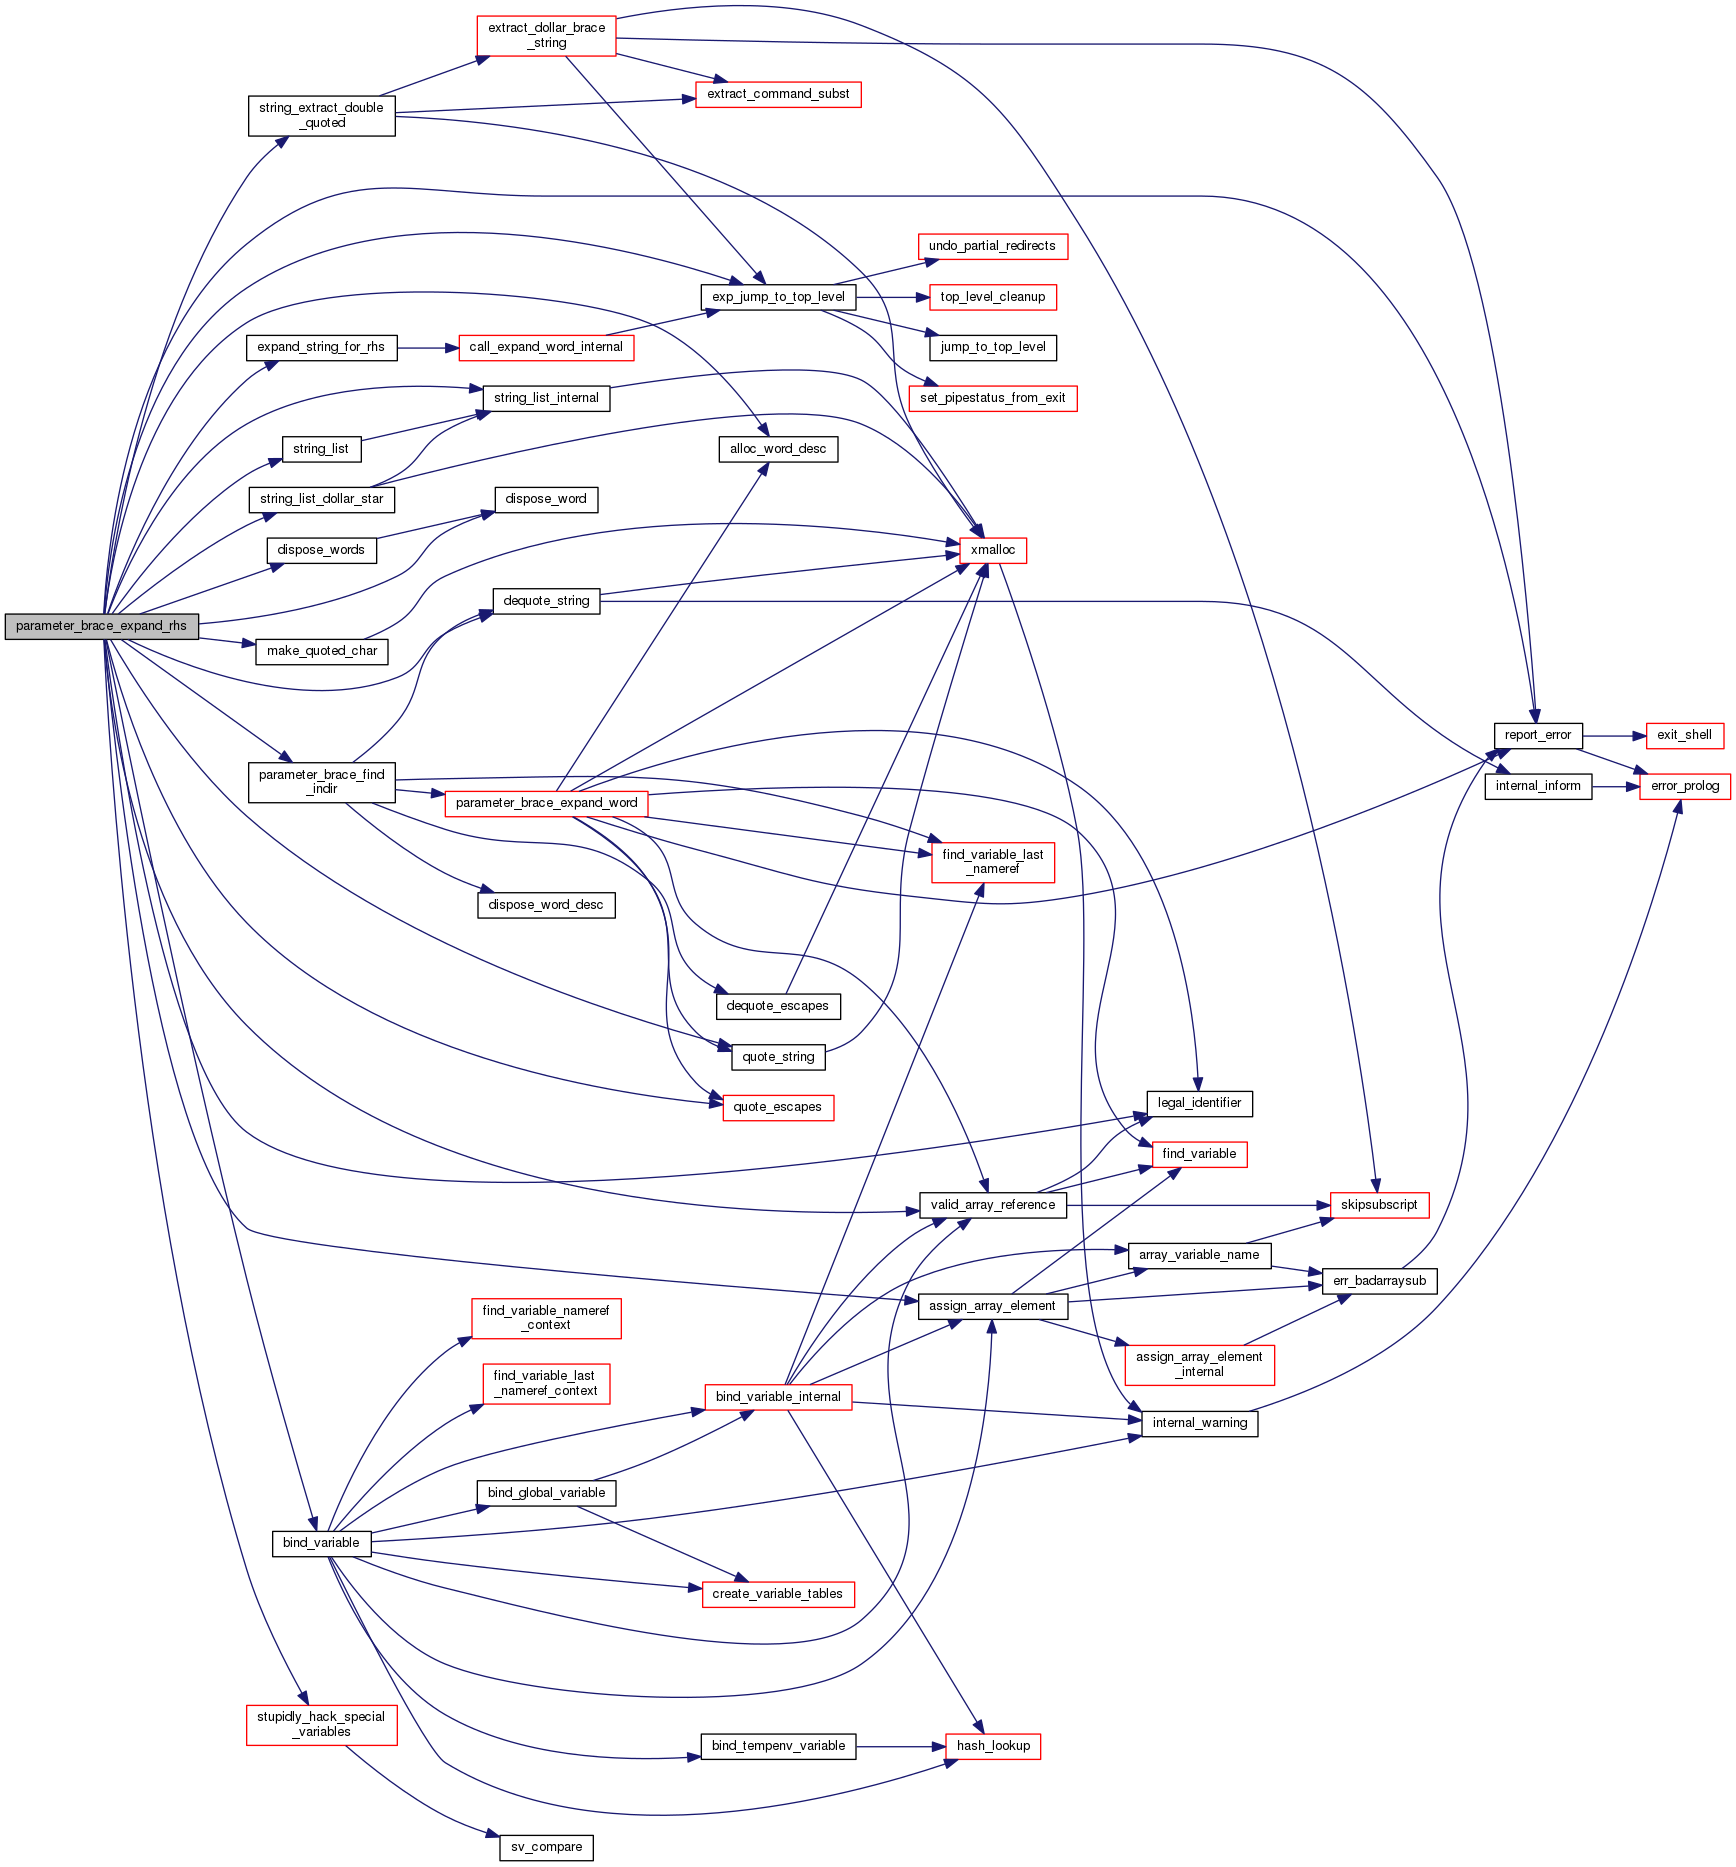 extract_dollar_brace
_string
extract_command_subst
string_extract_double
_quoted
undo_partial_redirects
exp_jump_to_top_level
top_level_cleanup
expand_string_for_rhs
call_expand_word_internal
jump_to_top_level
string_list_internal
set_pipestatus_from_exit
string_list
alloc_word_desc
string_list_dollar_star
dispose_word
dispose_words
xmalloc
dequote_string
parameter_brace_expand_rhs
make_quoted_char
report_error
exit_shell
parameter_brace_find
_indir
internal_inform
error_prolog
parameter_brace_expand_word
find_variable_last
_nameref
dispose_word_desc
dequote_escapes
quote_string
quote_escapes
legal_identifier
find_variable
valid_array_reference
skipsubscript
array_variable_name
err_badarraysub
assign_array_element
find_variable_nameref
_context
assign_array_element
_internal
find_variable_last
_nameref_context
bind_variable_internal
internal_warning
bind_global_variable
bind_variable
create_variable_tables
stupidly_hack_special
_variables
bind_tempenv_variable
hash_lookup
sv_compare